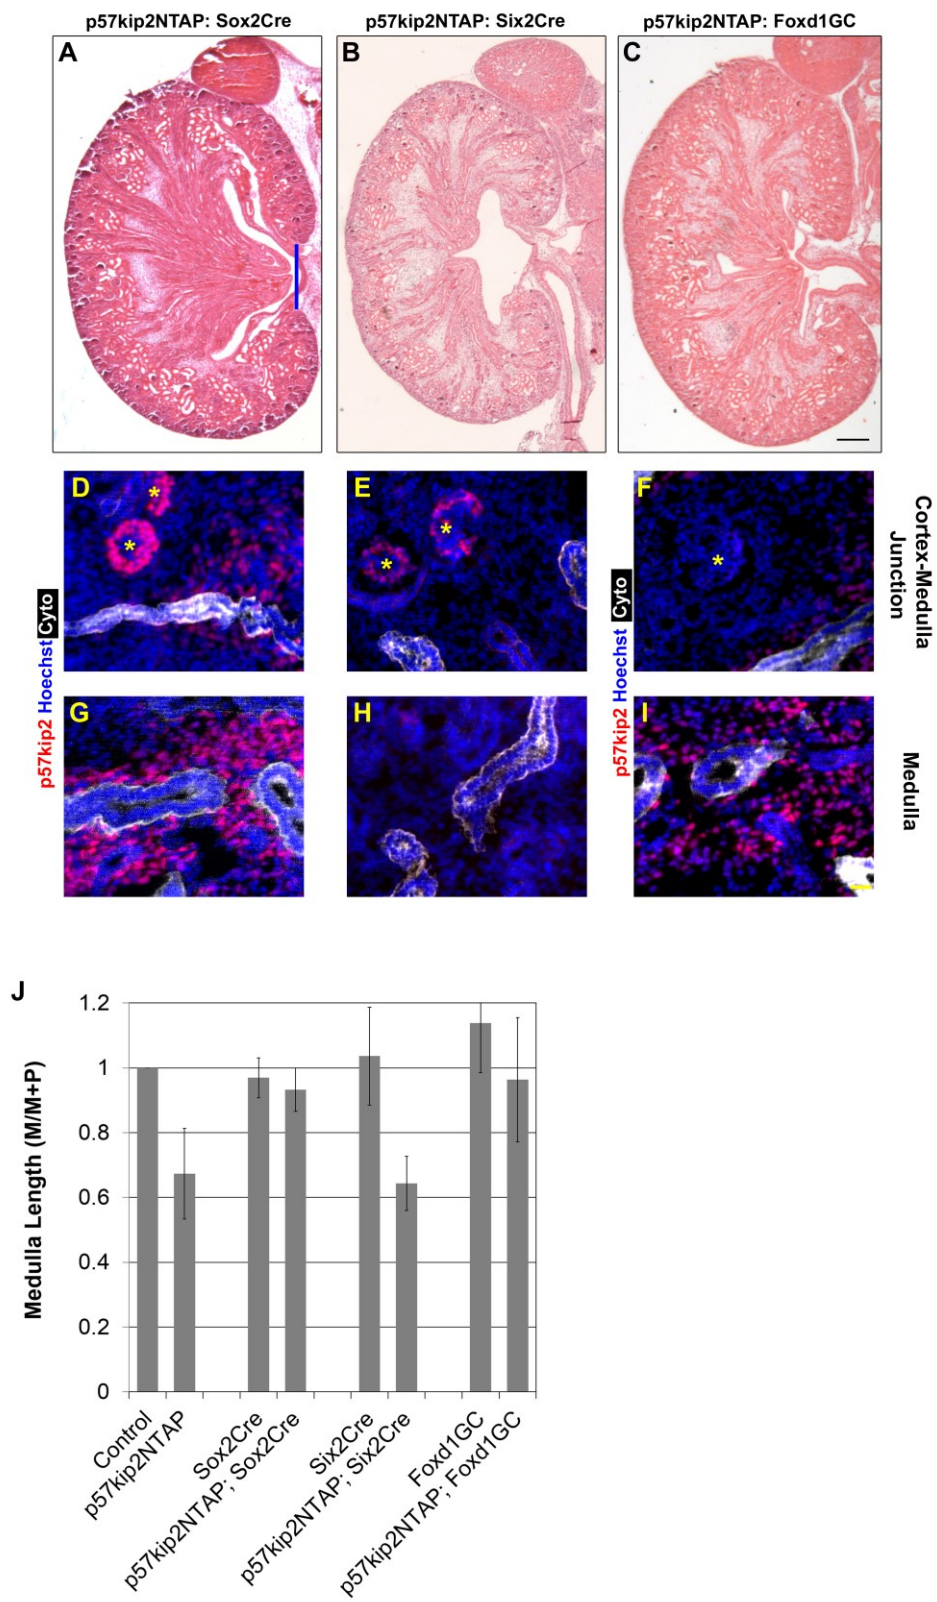 p57kip2NTAP: Sox2Cre
p57kip2NTAP: Six2Cre
p57kip2NTAP: Foxd1GC
A
B
C
D
*
*
E
*
*
F
*
Cortex-Medulla
Junction
p57kip2 Hoechst Cyto
p57kip2 Hoechst Cyto
G
H
I
Medulla
J
Medulla Length (M/M+P)
1.2
1
0.8
0.6
0.4
0.2
0
Control
p57kip2NTAP
Sox2Cre
p57kip2NTAP; Sox2Cre
Six2Cre
p57kip2NTAP; Six2Cre
Foxd1GC
p57kip2NTAP; Foxd1GC